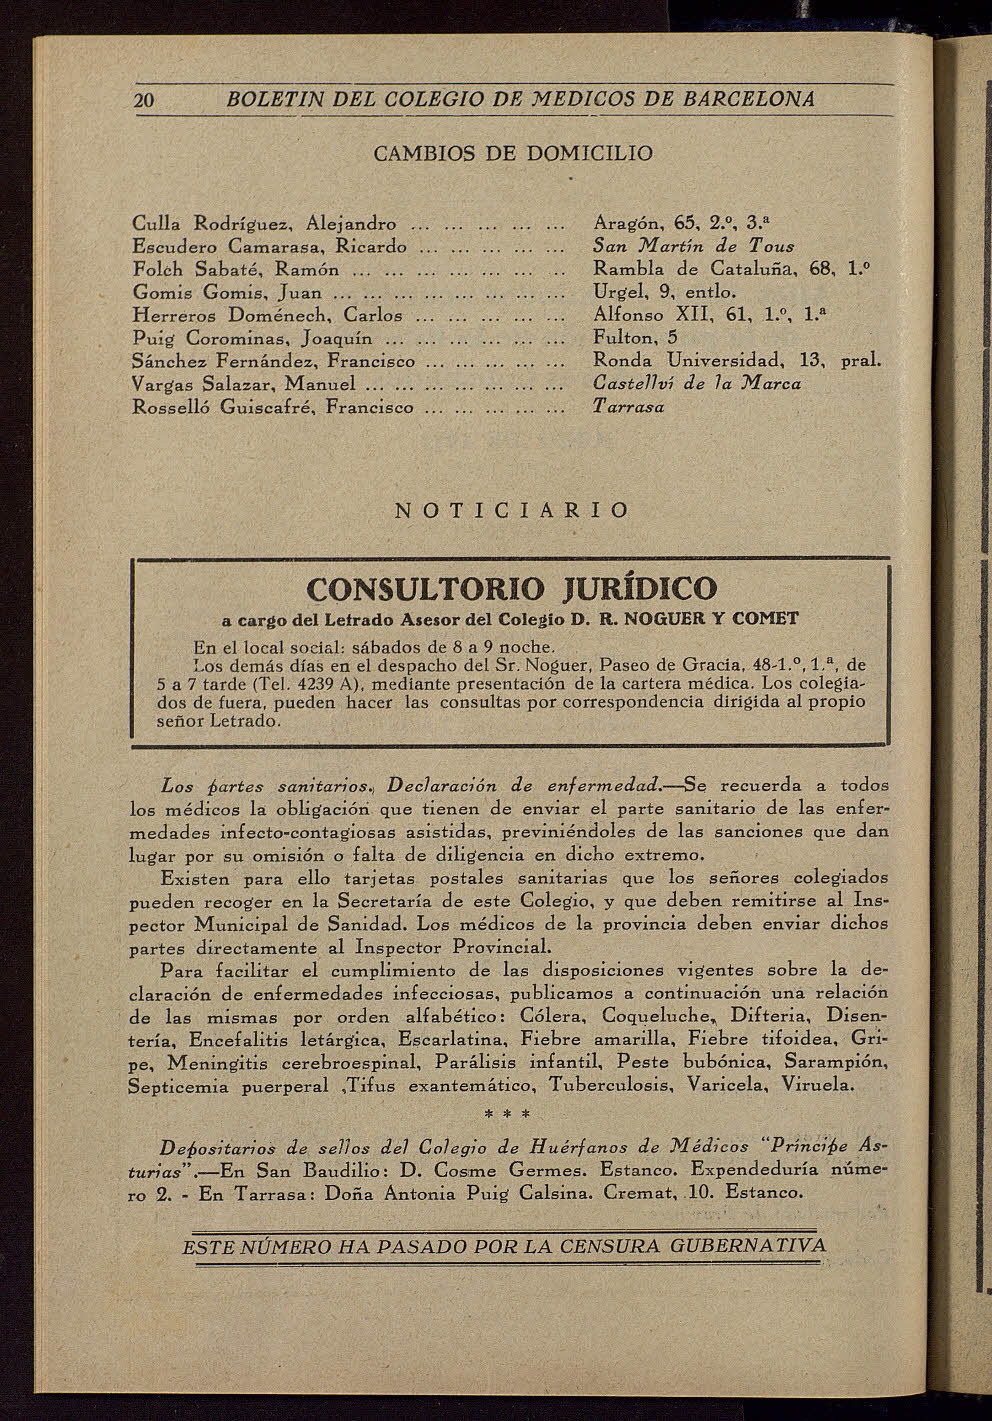 20 BOLETIN DEL COLEGIO DE MEDICOS DE BARCELONA
CAMBIOS DE DOMICILIO
Culla Rodríguez, Alejandro ... ... ... ... ... Aragón, 65, 2.º, 3.ª
Escudero Camarasa, Ricardo ... ... ... ... ... San Martín de Tous
Folch Sabaté, Ramón ... ... ... ... ... ... .. Rambla de Cataluña, 68, 1.º
Gomis Gomis, Juan ... ... ... ... ... ... ... ... Urgel, 9, entlo.
Herreros Doménech, Carlos ... ... ... ... ... Alfonso XII, 61, 1.º, 1.ª
Puig Corominas, Joaquín ... ... ... ... ... ... Fulton, 5
Sánchez Fernández, Francisco ... ... ... ... ... Ronda Universidad, 13, pral.
Vargas Salazar, Manuel ... ... ... ... ... ... ... Castellví de la Marca
Rosselló Guiscafré, Francisco ... ... ... ... ... Tarrasa
NOTICIARIO
CONSULTORIO JURÍDICO
a cargo del Letrado Asesor del Colegio D. R. NOGUER Y COMET
En el local social: sábados de 8 a 9 noche.
Los demás días en el despacho del Sr. Noguer, Paseo de Gracia, 48-1.º, 1.ª, de
5 a 7 tarde (Tel. 4239 A), mediante presentación de la cartera médica. Los colegia-
dos de fuera, pueden hacer las consultas por correspondencia dirigida al propio
señor Letrado.
Los partes sanitarios. Declaración de enfermedad.—Se recuerda a todos
los médicos la obligación que tienen de enviar el parte sanitario de las enfer-
medades infecto-contagiosas asistidas, previniéndoles de las sanciones que dan
lugar por su omisión o falta de diligencia en dicho extremo.
Existen para ello tarjetas postales sanitarias que los señores colegiados
pueden recoger en la Secretaría de este Colegio, y que deben remitirse al Ins-
pector Municipal de Sanidad. Los médicos de la provincia deben enviar dichos
partes directamente al Inspector Provincial.
Para facilitar el cumplimiento de las disposiciones vigentes sobre la de-
claración de enfermedades infecciosas, publicamos a continuación una relación
de las mismas por orden alfabético: Cólera, Coqueluche, Difteria, Disen-
tería, Encefalitis letárgica, Escarlatina, Fiebre amarilla, Fiebre tifoidea, Gri-
pe, Meningitis cerebroespinal, Parálisis infantil, Peste bubónica, Sarampión,
Septicemia puerperal ,Tifus exantemático, Tuberculosis, Varicela, Viruela.
* * *
Depositarios de sellos del Colegio de Huérfanos de Médicos "Príncipe As-
turias".—En San Baudilio: D. Cosme Germes. Estanco. Expendeduría núme-
ro 2. - En Tarrasa: Doña Antonia Puig Calsina. Cremat, 10. Estanco.
ESTE NÚMERO HA PASADO POR LA CENSURA GUBERNATIVA